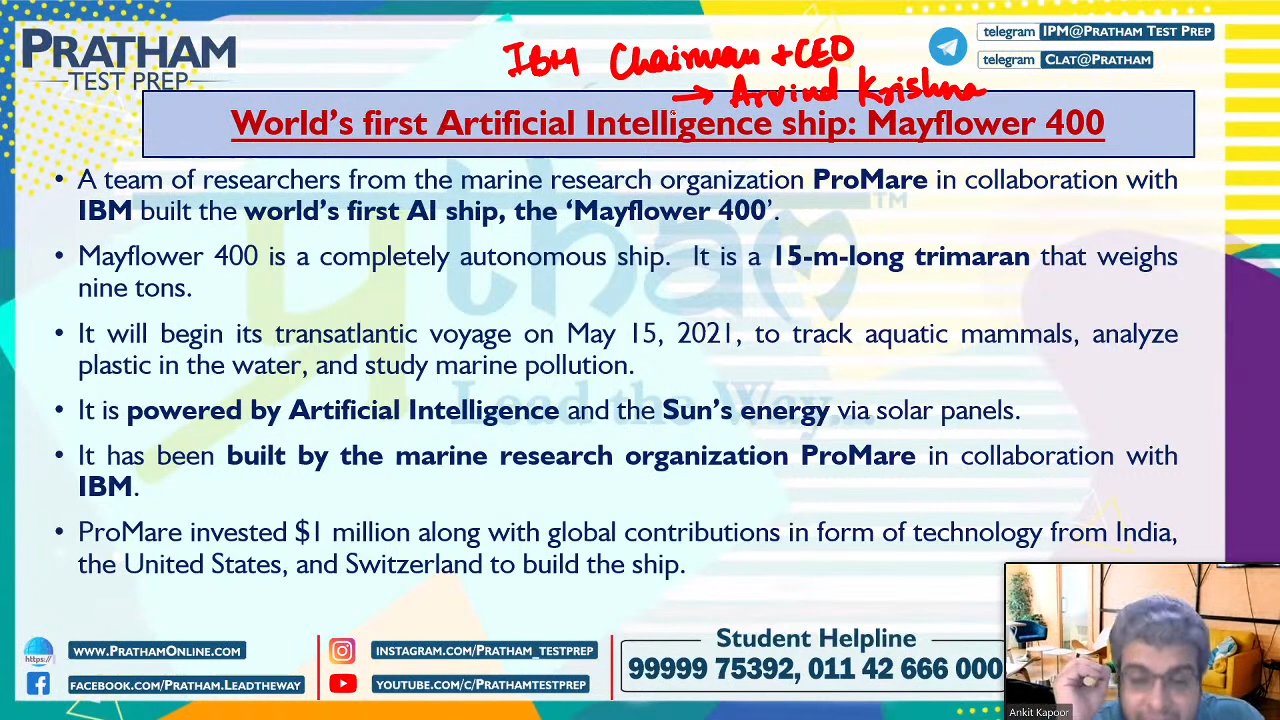 PRATHAM
TEST PREP
IBM Chairman + CEO
→ Arvind Krishna
telegram IPM@PRATHAM TEST PREP
telegram CLAT@PRATHAM
World's first Artificial Intelligence ship: Mayflower 400
• A team of researchers from the marine research organization ProMare in collaboration with
IBM built the world's first AI ship, the 'Mayflower 400'.
• Mayflower 400 is a completely autonomous ship. It is a 15-m-long trimaran that weighs
nine tons.
• It will begin its transatlantic voyage on May 15, 2021, to track aquatic mammals, analyze
plastic in the water, and study marine pollution.
• It is powered by Artificial Intelligence and the Sun's energy via solar panels.
• It has been built by the marine research organization ProMare in collaboration with
IBM.
• ProMare invested $1 million along with global contributions in form of technology from India,
the United States, and Switzerland to build the ship.
प्रtham TM
Lead the Way...
https://
WWW.PRATHAMONLINE.COM
FACEBOOK.COM/PRATHAM.LEADTHEWAY
INSTAGRAM.COM/PRATHAM_TESTPREP
YOUTUBE.COM/C/PRATHAMTESTPREP
Student Helpline
99999 75392, 011 42 666 000
Ankit Kapoor